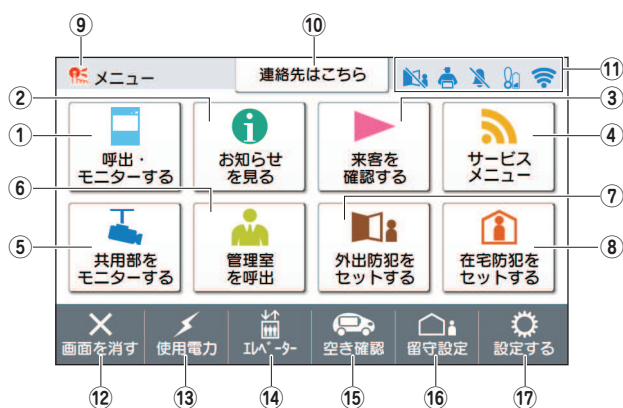 ⑨ ⑩
メニュー 連絡先はこちら ⑪
② ③
① ④
呼出・
モニターする
お知らせ
を見る
来客を
確認する
サービス
メニュー
⑥ ⑦
⑤ ⑧
共用部を
モニターする
管理室
を呼出
外出防犯を
セットする
在宅防犯を
セットする
画面を消す 使用電力 エレベーター 空き確認 留守設定 設定する
⑫ ⑬ ⑭ ⑮ ⑯ ⑰